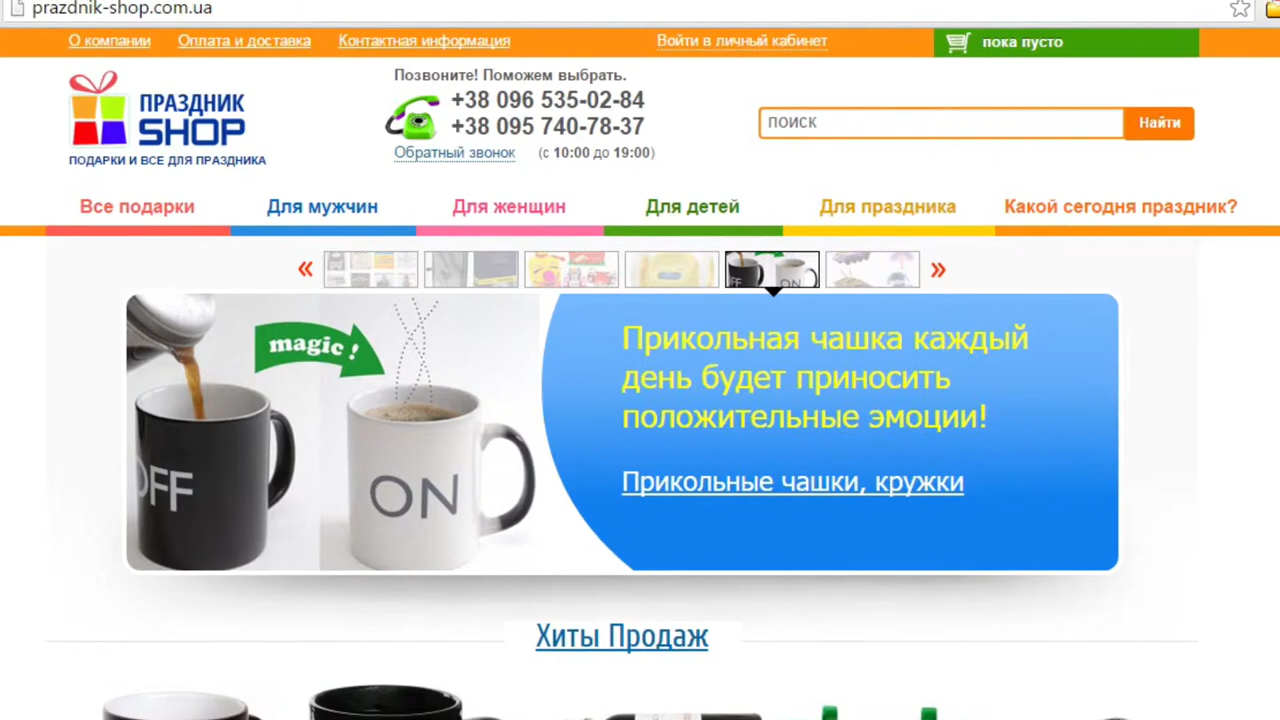 prazdnik-shop.com.ua
О компании Оплата и доставка Контактная информация Войти в личный кабинет пока пусто
Позвоните! Поможем выбрать.
ПРАЗДНИК
SHOP
ПОДАРКИ И ВСЕ ДЛЯ ПРАЗДНИКА
+38 096 535-02-84
+38 095 740-78-37
Обратный звонок (с 10:00 до 19:00)
ПОИСК Найти
Все подарки Для мужчин Для женщин Для детей Для праздника Какой сегодня праздник?
magic!
OFF
ON
Прикольная чашка каждый
день будет приносить
положительные эмоции!
Прикольные чашки, кружки
Хиты Продаж